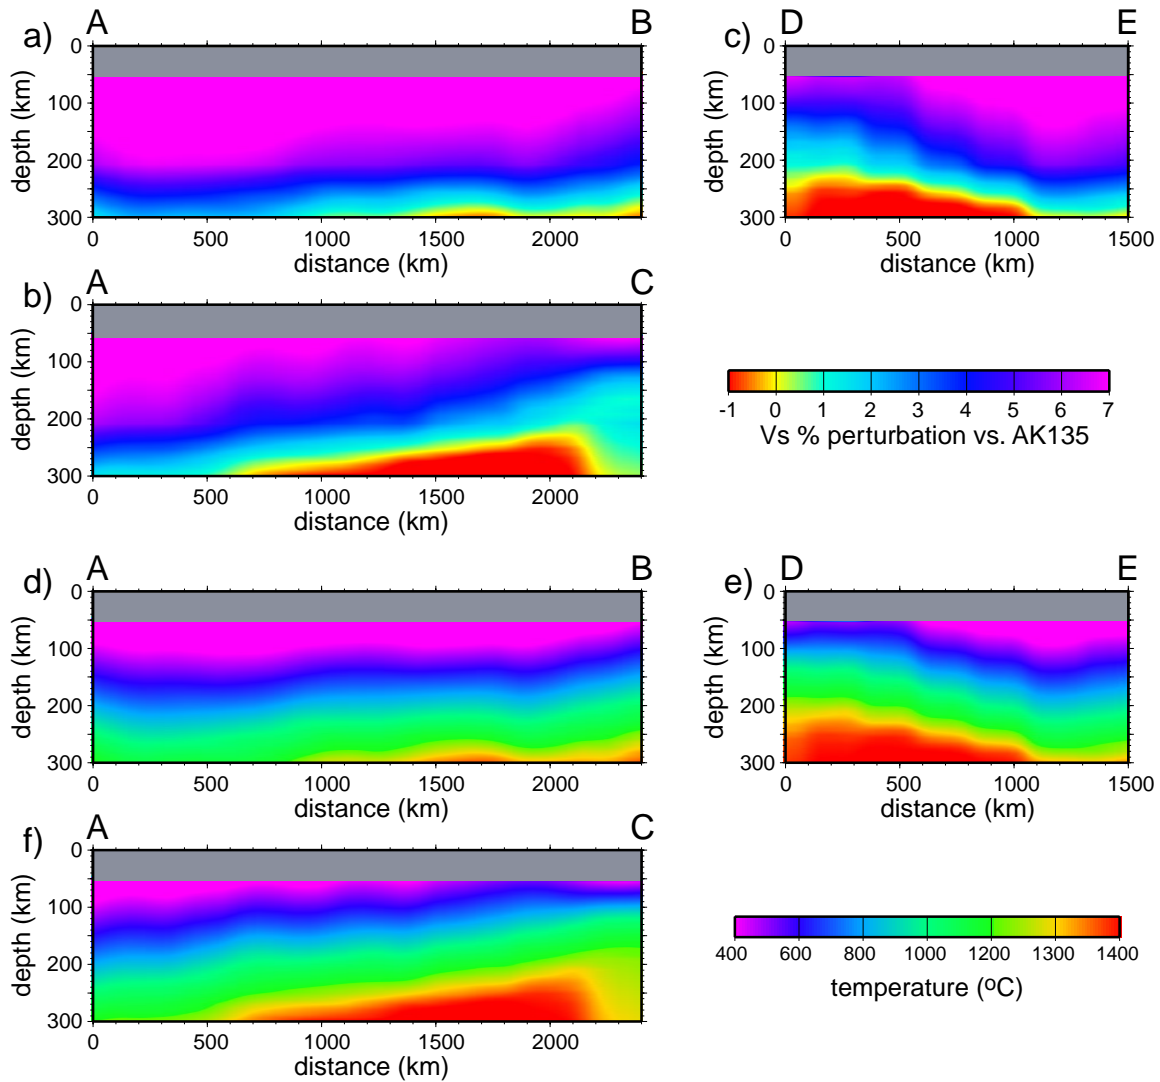 a) A B
0
100
200
300
depth (km)
0 500 1000 1500 2000
distance (km)
c) D E
0
100
200
300
depth (km)
0 500 1000 1500
distance (km)
b) A C
0
100
200
300
depth (km)
0 500 1000 1500 2000
distance (km)
-1 0 1 2 3 4 5 6 7
Vs % perturbation vs. AK135
d) A B
0
100
200
300
depth (km)
0 500 1000 1500 2000
distance (km)
e) D E
0
100
200
300
depth (km)
0 500 1000 1500
distance (km)
f) A C
0
100
200
300
depth (km)
0 500 1000 1500 2000
distance (km)
400 600 800 1000 1200 1300 1400
temperature (oC)